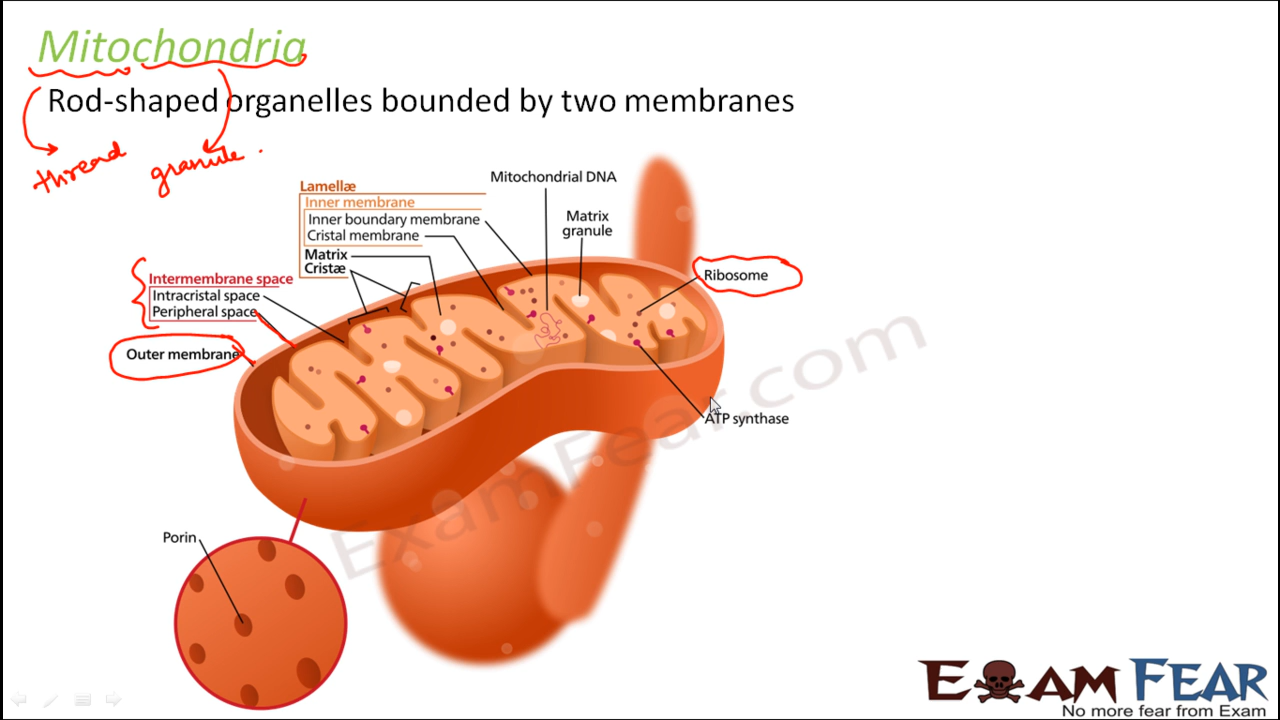 Mitochondria
Rod-shaped organelles bounded by two membranes
thread granule.
Mitochondrial DNA
Lamellæ
Inner membrane
Inner boundary membrane
Cristal membrane
Matrix
Cristæ
Matrix
granule
Ribosome
Intermembrane space
Intracristal space
Peripheral space
Outer membrane
ATP synthase
Porin
ExamFear.com
EXAM FEAR
No more fear from Exam